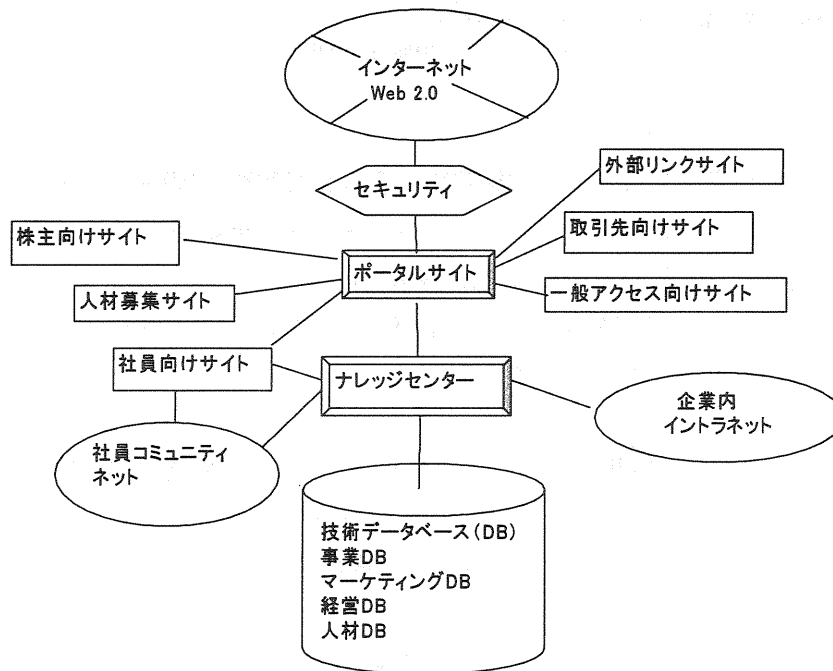 インターネット
Web 2.0
セキュリティ
外部リンクサイト
株主向けサイト
取引先向けサイト
ポータルサイト
人材募集サイト
一般アクセス向けサイト
社員向けサイト
ナレッジセンター
企業内
イントラネット
社員コミュニティ
ネット
技術データベース(DB)
事業DB
マーケティングDB
経営DB
人材DB